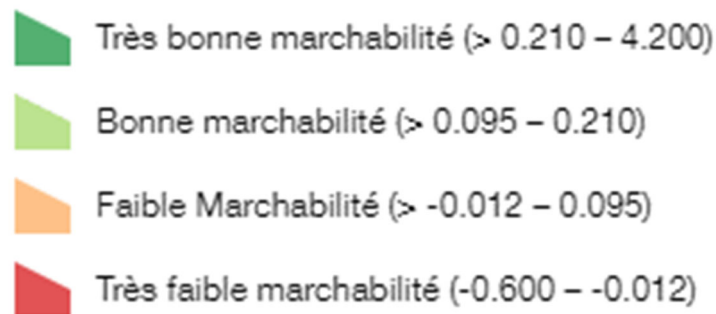 Très bonne marchabilité (> 0.210 – 4.200)
Bonne marchabilité (> 0.095 – 0.210)
Faible Marchabilité (> -0.012 – 0.095)
Très faible marchabilité (-0.600 – -0.012)